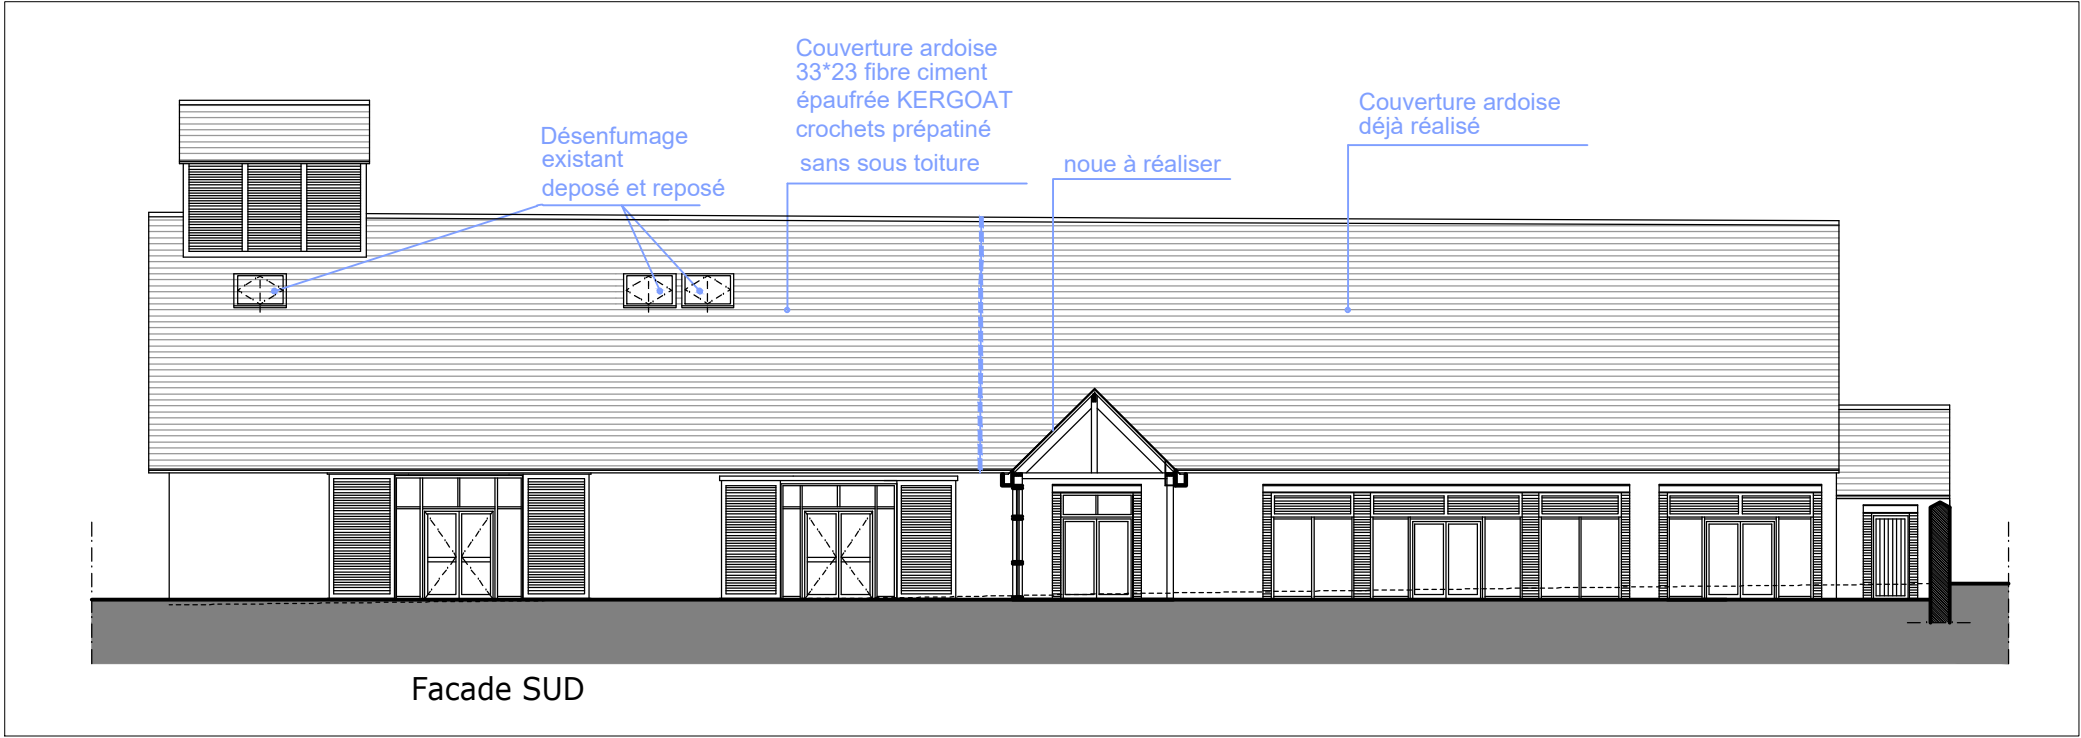 Couverture ardoise
33*23 fibre ciment
épaufrée KERGOAT
crochets prépatiné
sans sous toiture
Désenfumage
existant
deposé et reposé
noue à réaliser
Couverture ardoise
déjà réalisé
Facade SUD